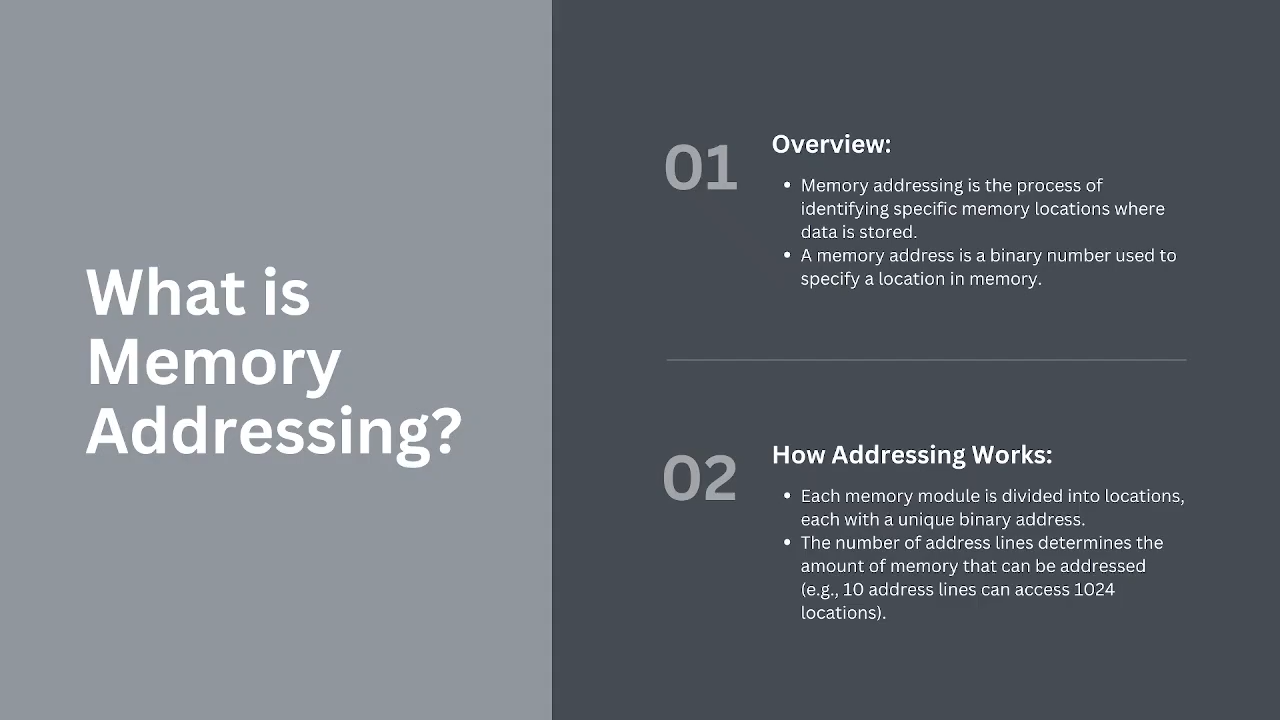 What is
Memory
Addressing?
01
Overview:
• Memory addressing is the process of
identifying specific memory locations where
data is stored.
• A memory address is a binary number used to
specify a location in memory.
02
How Addressing Works:
• Each memory module is divided into locations,
each with a unique binary address.
• The number of address lines determines the
amount of memory that can be addressed
(e.g., 10 address lines can access 1024
locations).